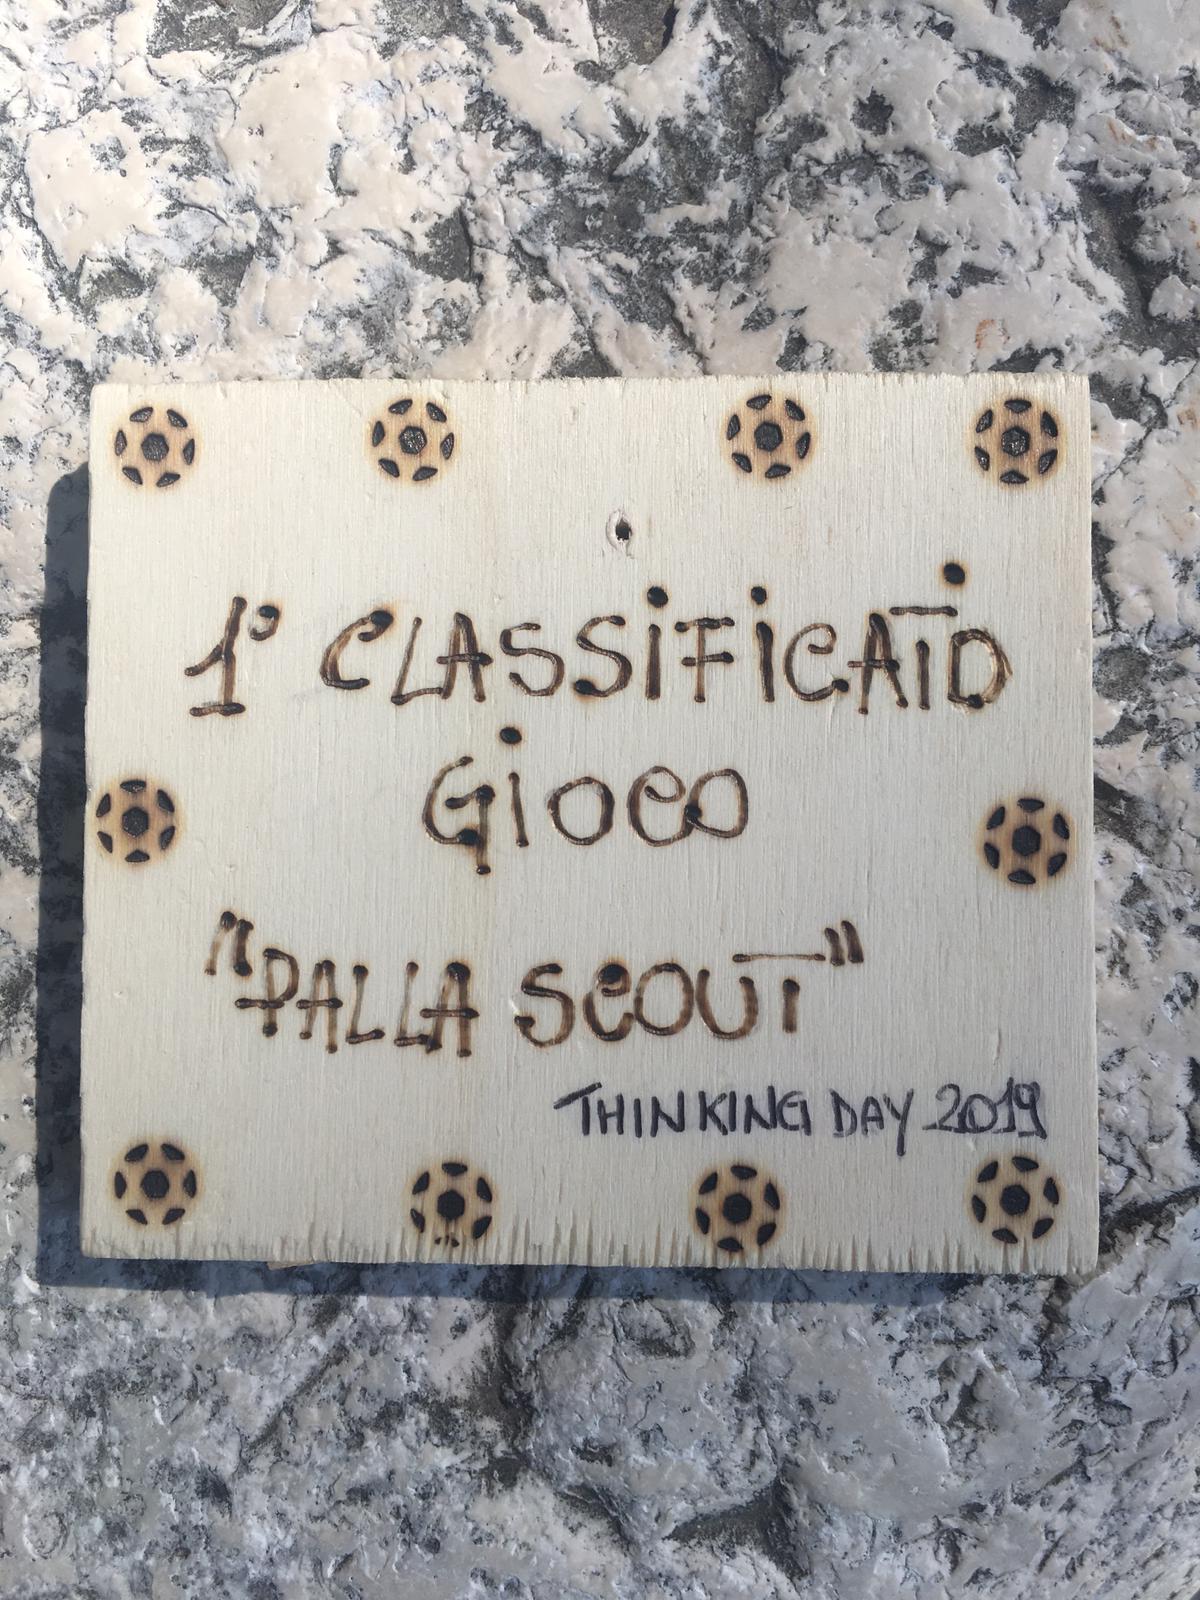 1° CLASSIFICATO
GIOCO
"PALLA SCOUT"
THINKING DAY 2019